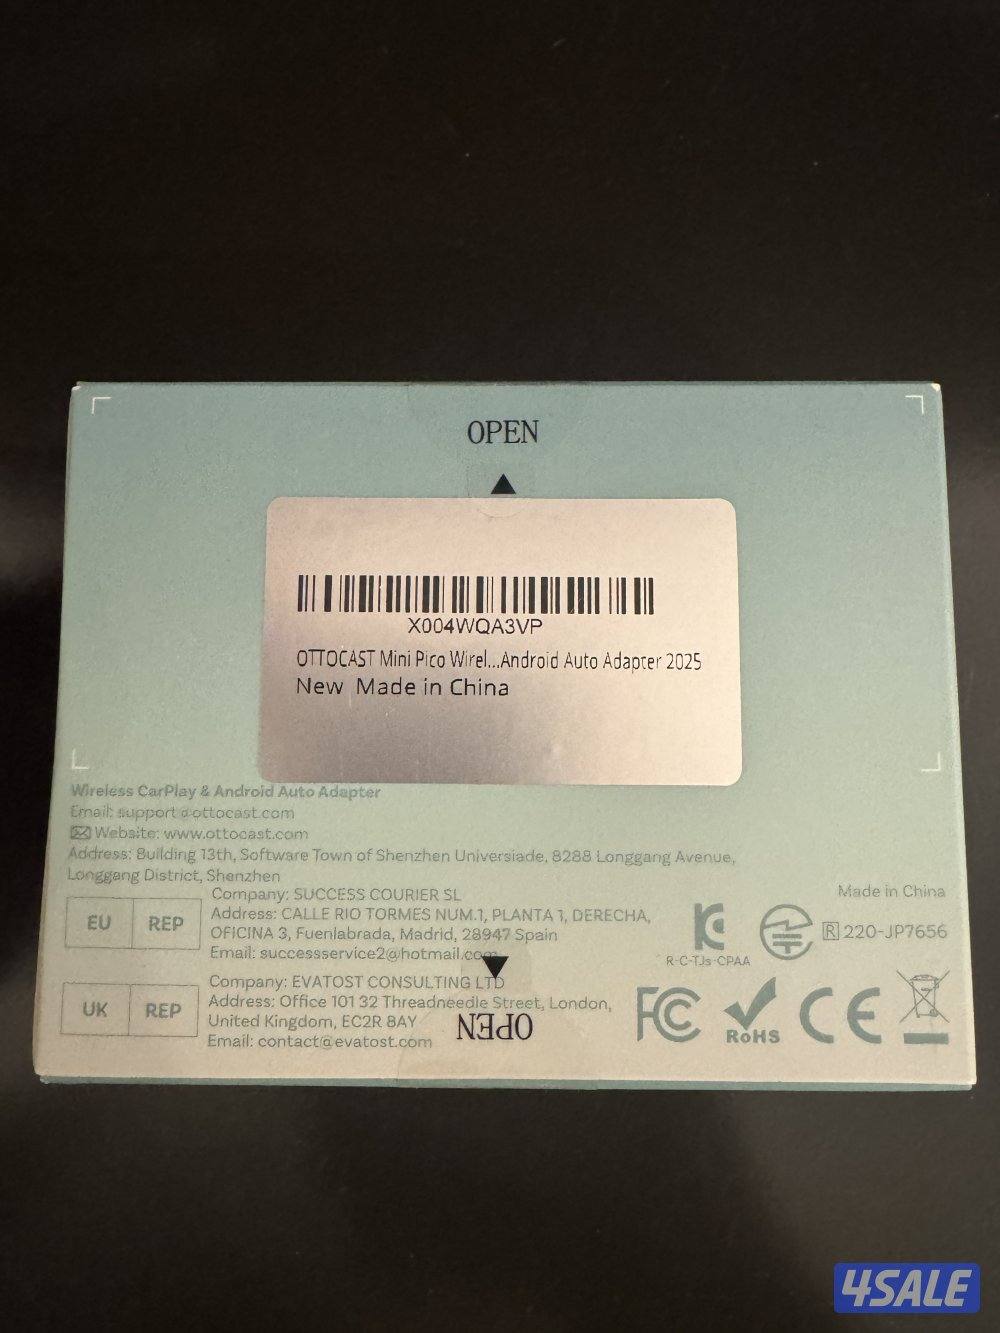 OPEN
X004WQA3VP
OTTOCAST Mini Pico Wirel...Android Auto Adapter 2025
New Made in China
Wireless CarPlay & Android Auto Adapter
Email: support@ottocast.com
Website: www.ottocast.com
Address: Building 13th, Software Town of Shenzhen Universiade, 8288 Longgang Avenue,
Longgang District, Shenzhen
Made in China
EU REP
Company: SUCCESS COURIER SL
Address: CALLE RIO TORMES NUM.1, PLANTA 1, DERECHA,
OFICINA 3, Fuenlabrada, Madrid, 28947 Spain
Email: successservice2@hotmail.com
R-C-TJs-CPAA
R 220-JP7656
UK REP
Company: EVATOST CONSULTING LTD
Address: Office 101 32 Threadneedle Street, London,
United Kingdom, EC2R 8AY
Email: contact@evatost.com
OPEN
FC
RoHS
CE
4SALE